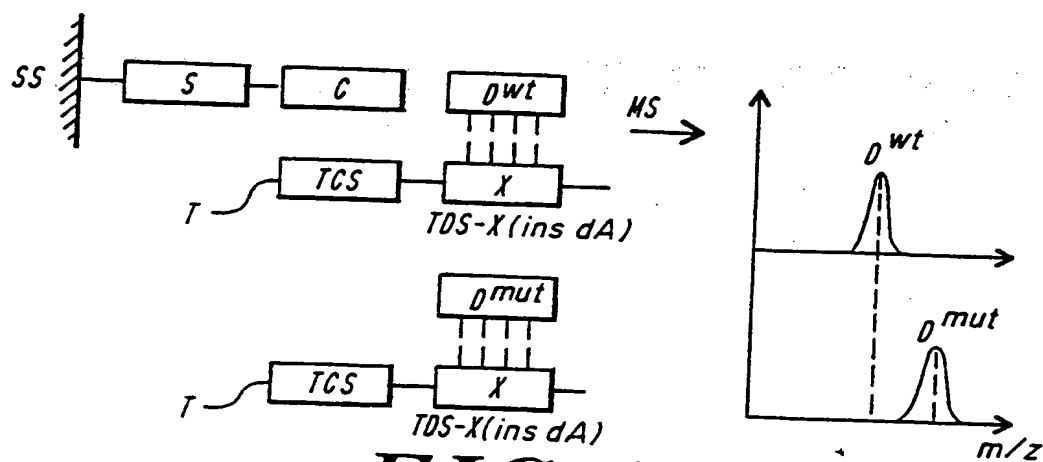 SS
S
C
D wt
MS
T
TCS
X
TDS-X(ins dA)
D mut
T
TCS
X
TDS-X(ins dA)
D wt
D mut
m/z